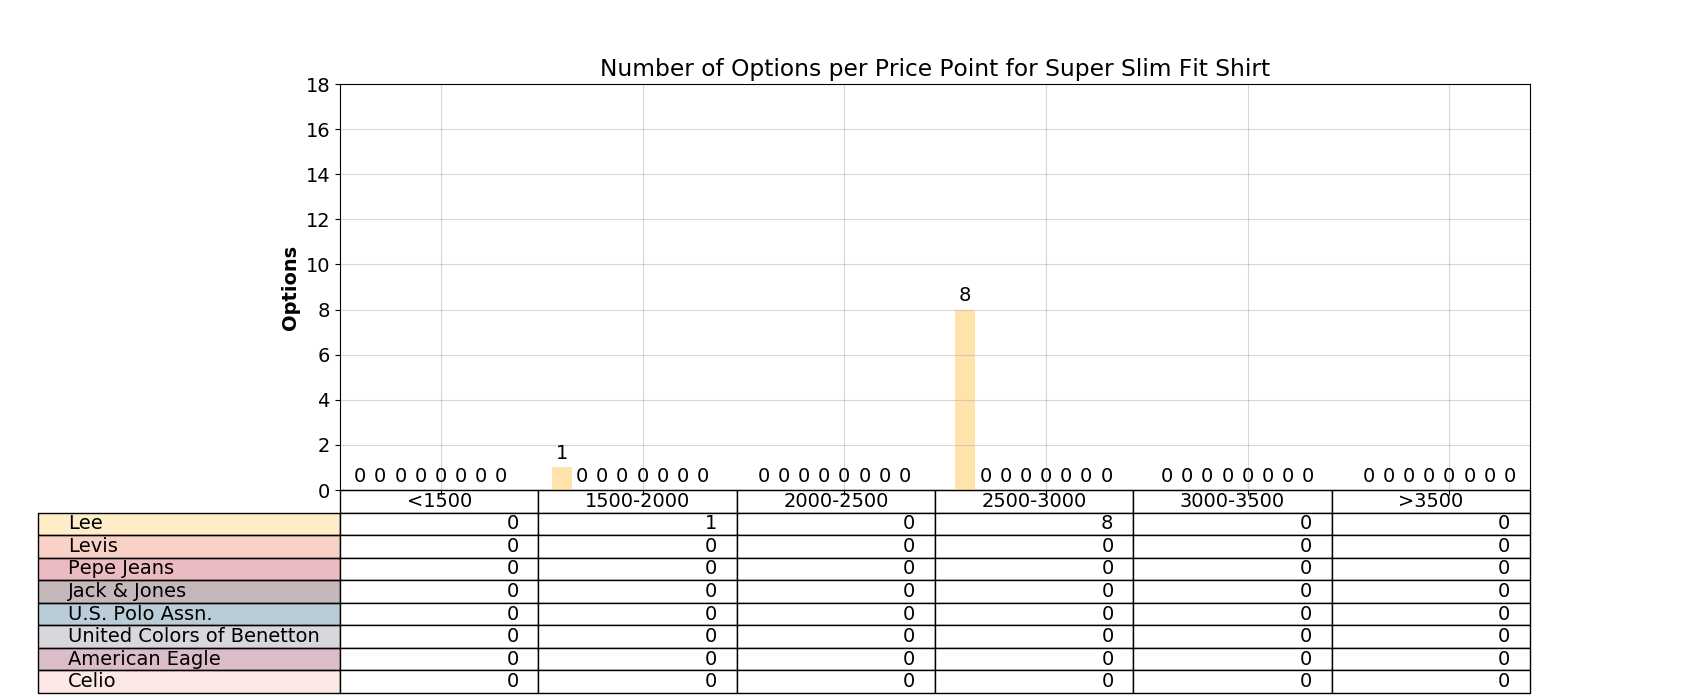 Number of Options per Price Point for Super Slim Fit Shirt
18
16
14
12
10
8
6
4
2
0
Options
8
1
0 0 0 0 0 0 0 0 0 0 0 0 0 0 0 0 0 0 0 0 0 0 0 0 0 0 0 0 0 0 0 0 0 0 0 0 0 0 0 0 0 0 0 0 0 0
<1500 1500-2000 2000-2500 2500-3000 3000-3500 >3500
Lee 0 1 0 8 0 0
Levis 0 0 0 0 0 0
Pepe Jeans 0 0 0 0 0 0
Jack & Jones 0 0 0 0 0 0
U.S. Polo Assn. 0 0 0 0 0 0
United Colors of Benetton 0 0 0 0 0 0
American Eagle 0 0 0 0 0 0
Celio 0 0 0 0 0 0